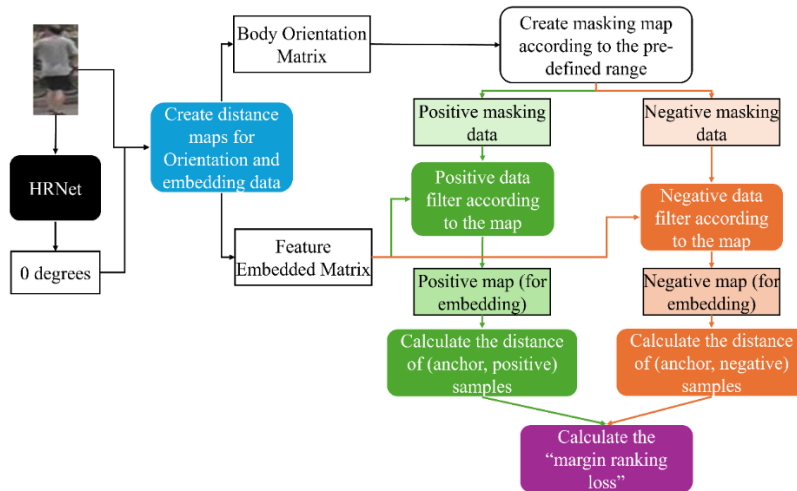 Body Orientation
Matrix
Create masking map
according to the pre-
defined range
Create distance
maps for
Orientation and
embedding data
HRNet
0 degrees
Feature
Embedded Matrix
Positive masking
data
Positive data
filter according
to the map
Positive map (for
embedding)
Calculate the distance
of (anchor, positive)
samples
Negative masking
data
Negative data
filter according
to the map
Negative map (for
embedding)
Calculate the distance
of (anchor, negative)
samples
Calculate the
“margin ranking
loss”